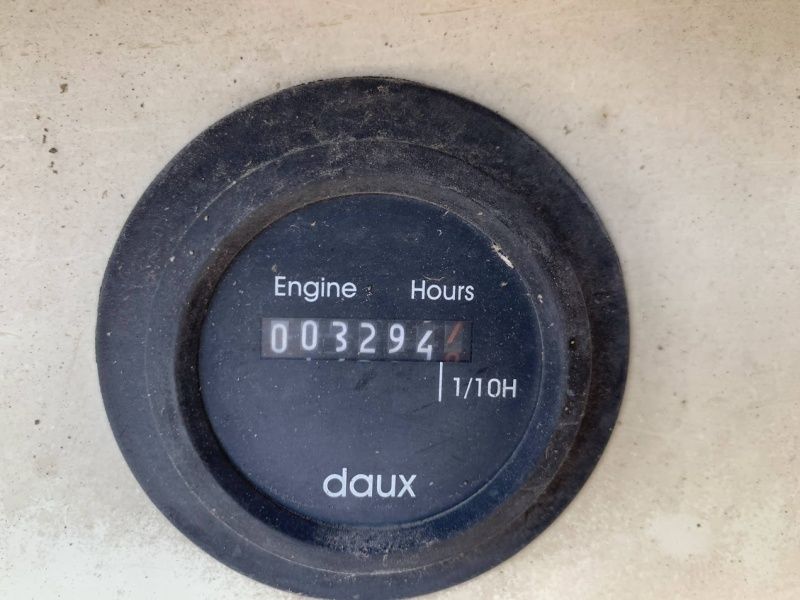 Engine Hours
003294
1/10H
daux